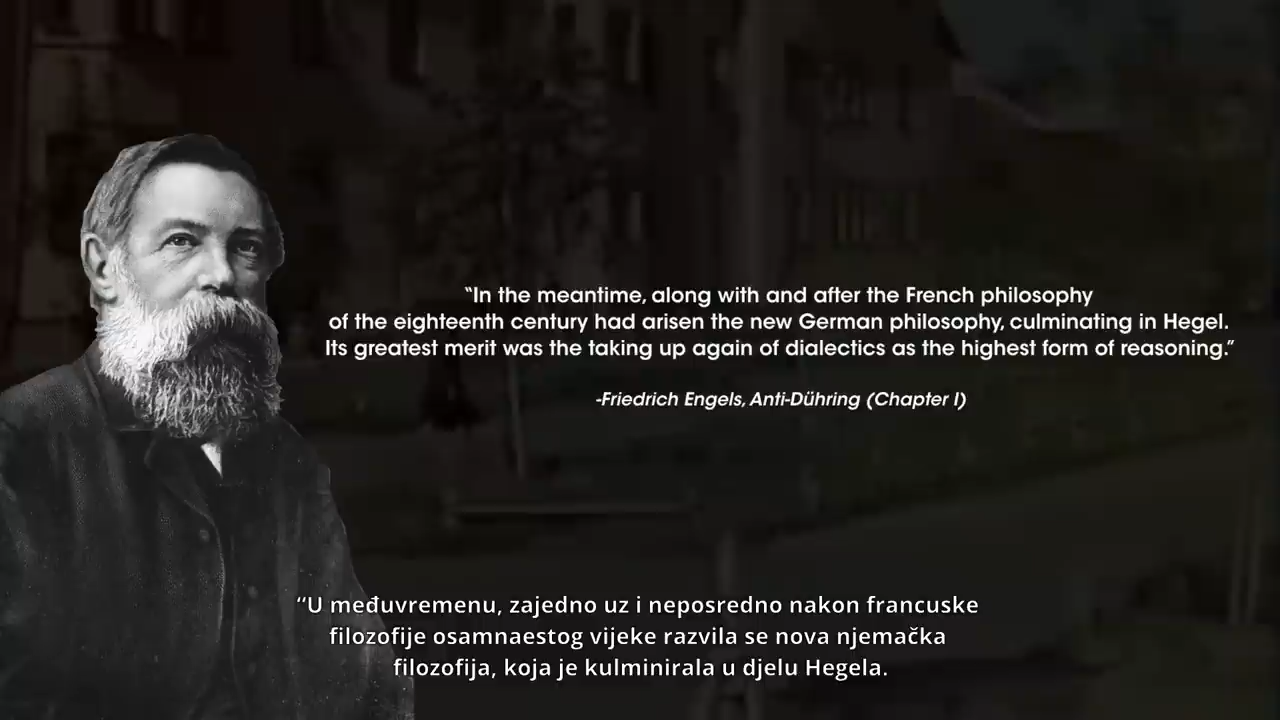 “In the meantime, along with and after the French philosophy
of the eighteenth century had arisen the new German philosophy, culminating in Hegel.
Its greatest merit was the taking up again of dialectics as the highest form of reasoning.”
-Friedrich Engels, Anti-Dühring (Chapter I)
“U međuvremenu, zajedno uz i neposredno nakon francuske
filozofije osamnaestog vijeke razvila se nova njemačka
filozofija, koja je kulminirala u djelu Hegela.